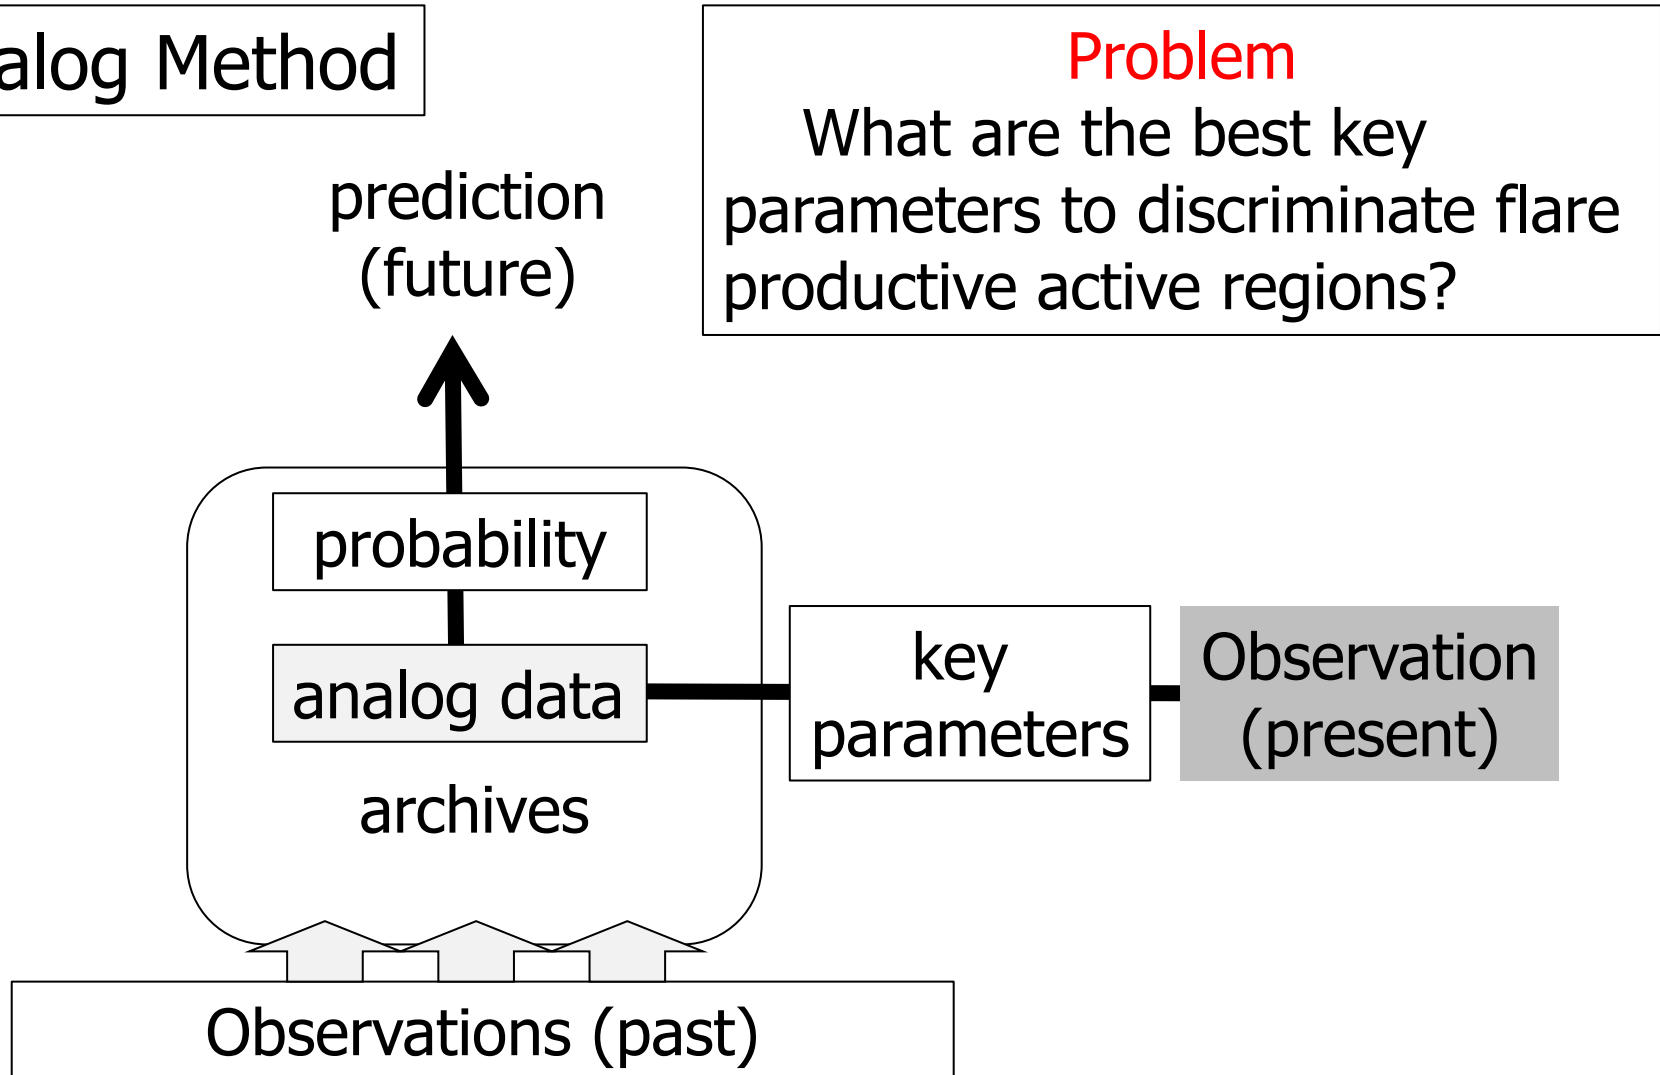 alog Method
Problem
What are the best key
parameters to discriminate flare
productive active regions?
prediction
(future)
probability
analog data
archives
key
parameters
Observation
(present)
Observations (past)